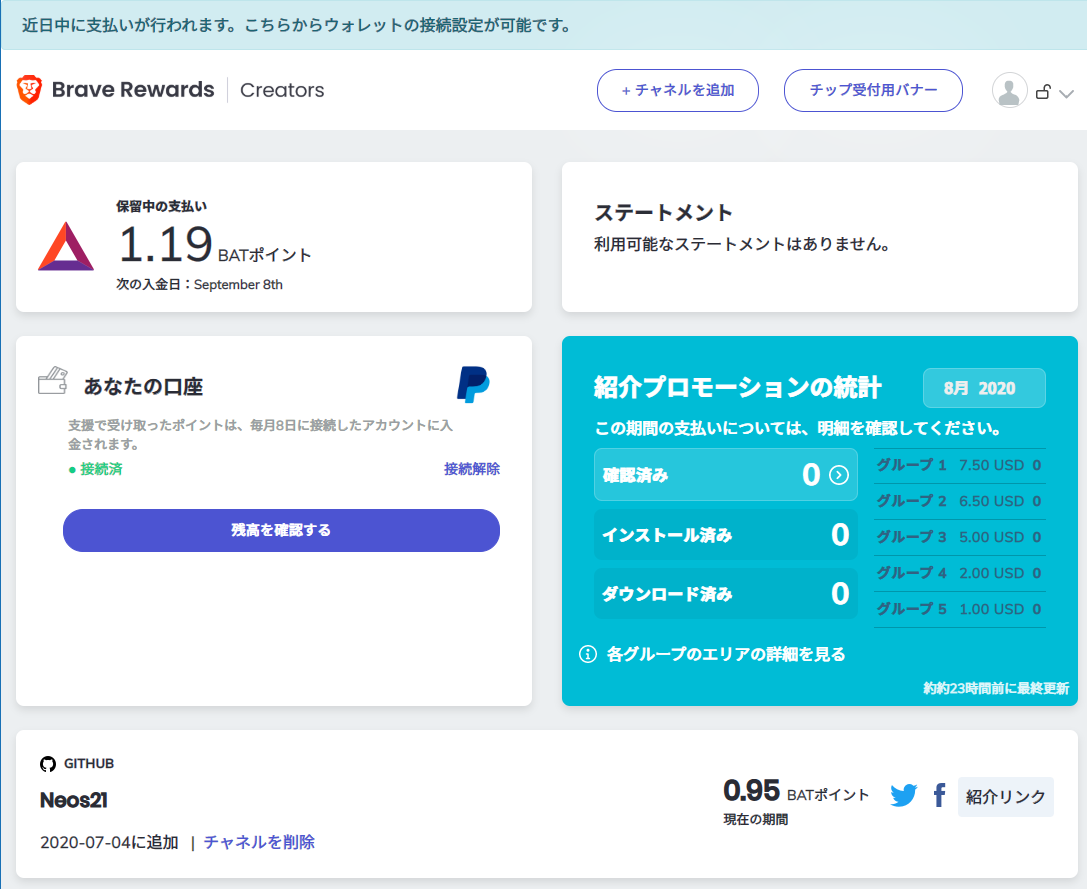 近日中に支払いが行われます。こちらからウォレットの接続設定が可能です。
Brave Rewards Creators
+ チャネルを追加
チップ受付用バナー
保留中の支払い
1.19 BATポイント
次の入金日：September 8th
ステートメント
利用可能なステートメントはありません。
あなたの口座
支援で受け取ったポイントは、毎月8日に接続したアカウントに入
金されます。
● 接続済
接続解除
残高を確認する
紹介プロモーションの統計
8月 2020
この期間の支払いについては、明細を確認してください。
確認済み 0
インストール済み 0
ダウンロード済み 0
グループ 1 7.50 USD 0
グループ 2 6.50 USD 0
グループ 3 5.00 USD 0
グループ 4 2.00 USD 0
グループ 5 1.00 USD 0
各グループのエリアの詳細を見る
約約23時間前に最終更新
GITHUB
Neos21
2020-07-04に追加 | チャネルを削除
0.95 BATポイント
現在の期間
紹介リンク